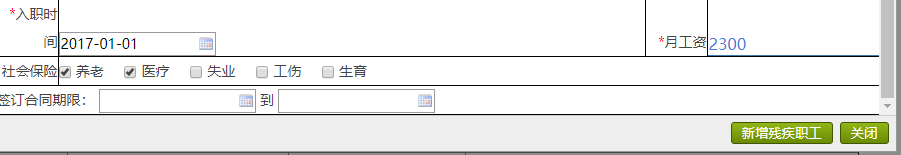 *入职时
间 2017-01-01 *月工资 2300
社会保险 养老 医疗 失业 工伤 生育
签订合同期限： 到
新增残疾职工 关闭